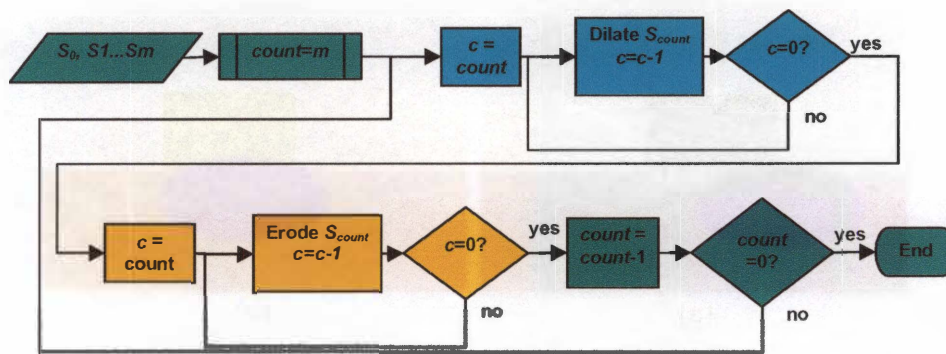 S0, S1...Sm
count=m
c =
count
Dilate Scount
c=c-1
c=0?
yes
no
c =
count
Erode Scount
c=c-1
c=0?
yes
no
count =
count-1
count
=0?
yes
no
End